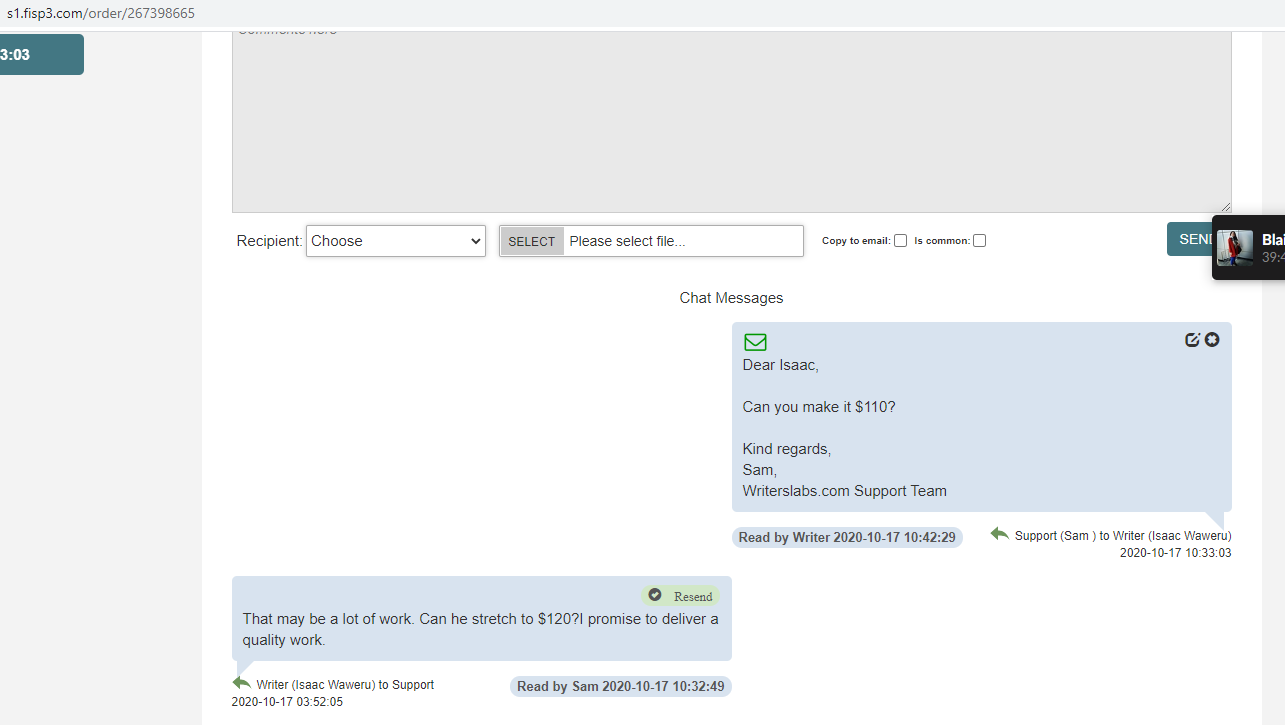 s1.fisp3.com/order/267398665
3:03
Recipient: Choose SELECT Please select file... Copy to email: Is common: SEND
Blai
39:4
Chat Messages
Dear Isaac,
Can you make it $110?
Kind regards,
Sam,
Writerslabs.com Support Team
Read by Writer 2020-10-17 10:42:29
Support (Sam ) to Writer (Isaac Waweru)
2020-10-17 10:33:03
Resend
That may be a lot of work. Can he stretch to $120?I promise to deliver a
quality work.
Writer (Isaac Waweru) to Support
2020-10-17 03:52:05
Read by Sam 2020-10-17 10:32:49